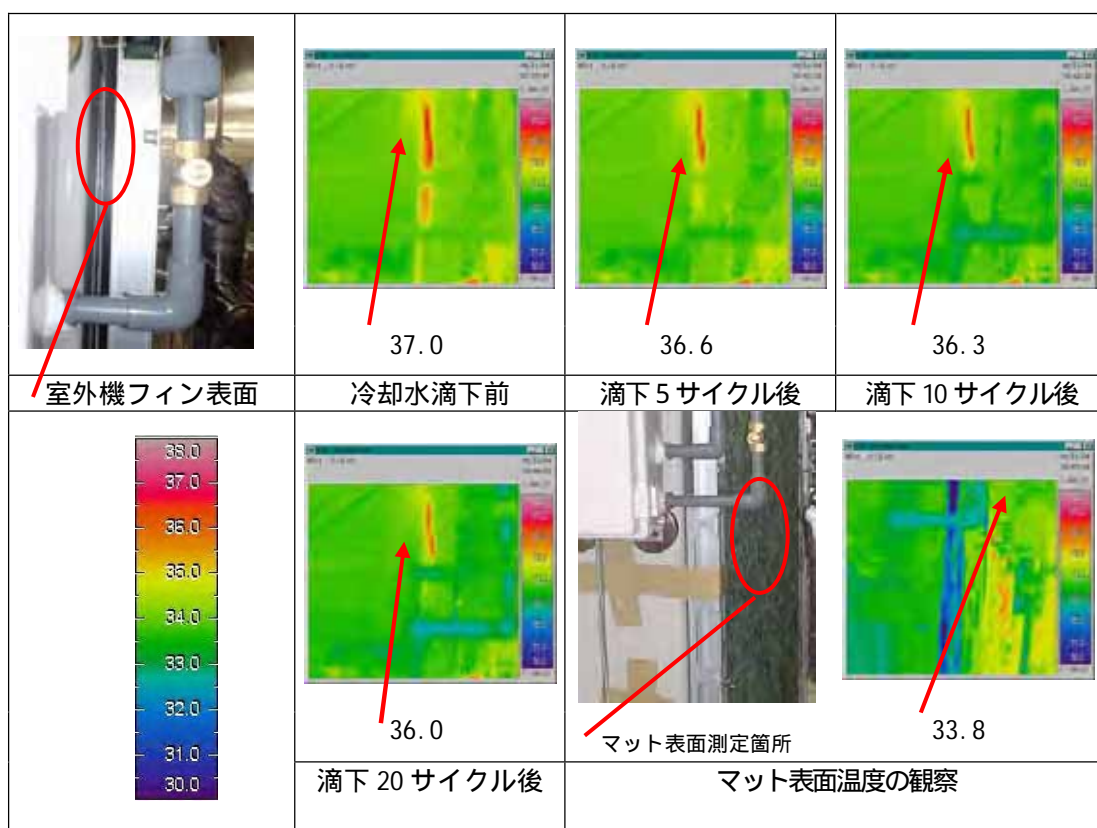 37.0
36.6
36.3
室外機フィン表面
冷却水滴下前
滴下 5 サイクル後
滴下 10 サイクル後
38.0
37.0
36.0
35.0
34.0
33.0
32.0
31.0
30.0
36.0
マット表面測定箇所
33.8
滴下 20 サイクル後
マット表面温度の観察